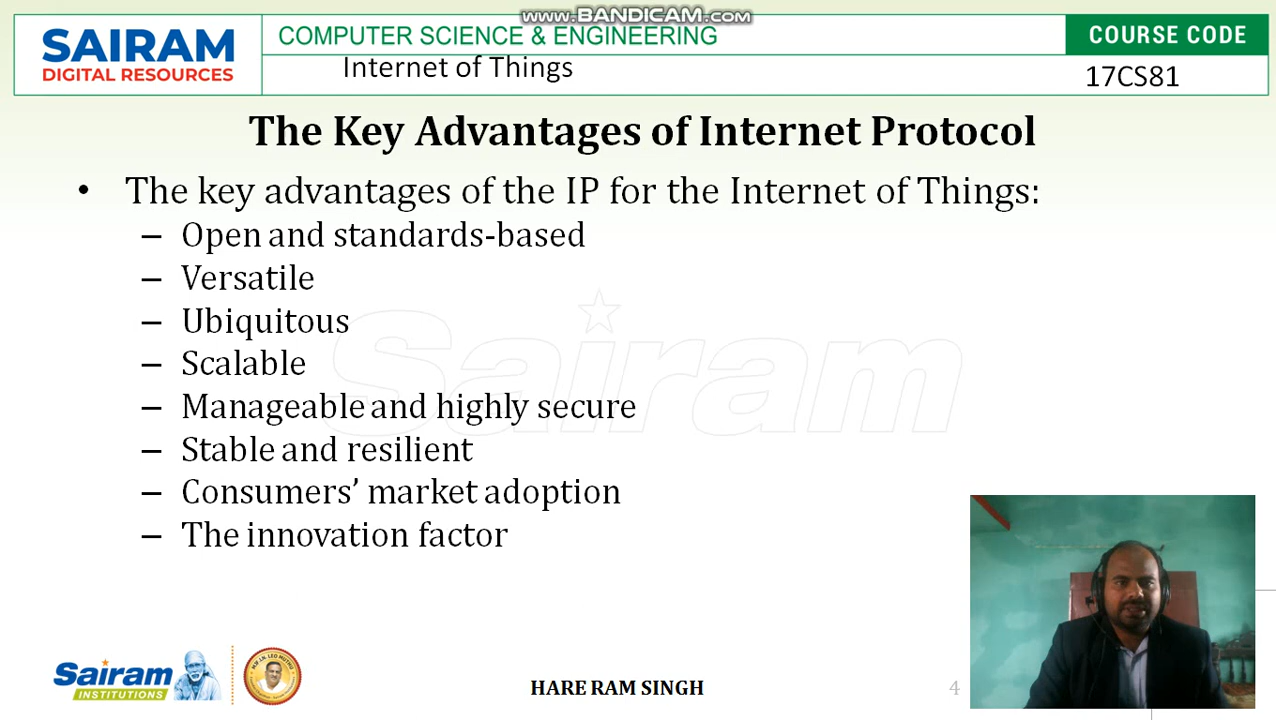 www.BANDICAM.com
SAIRAM
DIGITAL RESOURCES
COMPUTER SCIENCE & ENGINEERING
Internet of Things
COURSE CODE
17CS81
The Key Advantages of Internet Protocol
• The key advantages of the IP for the Internet of Things:
– Open and standards-based
– Versatile
– Ubiquitous
– Scalable
– Manageable and highly secure
– Stable and resilient
– Consumers’ market adoption
– The innovation factor
Sairam
Sairam
INSTITUTIONS
HARE RAM SINGH
4